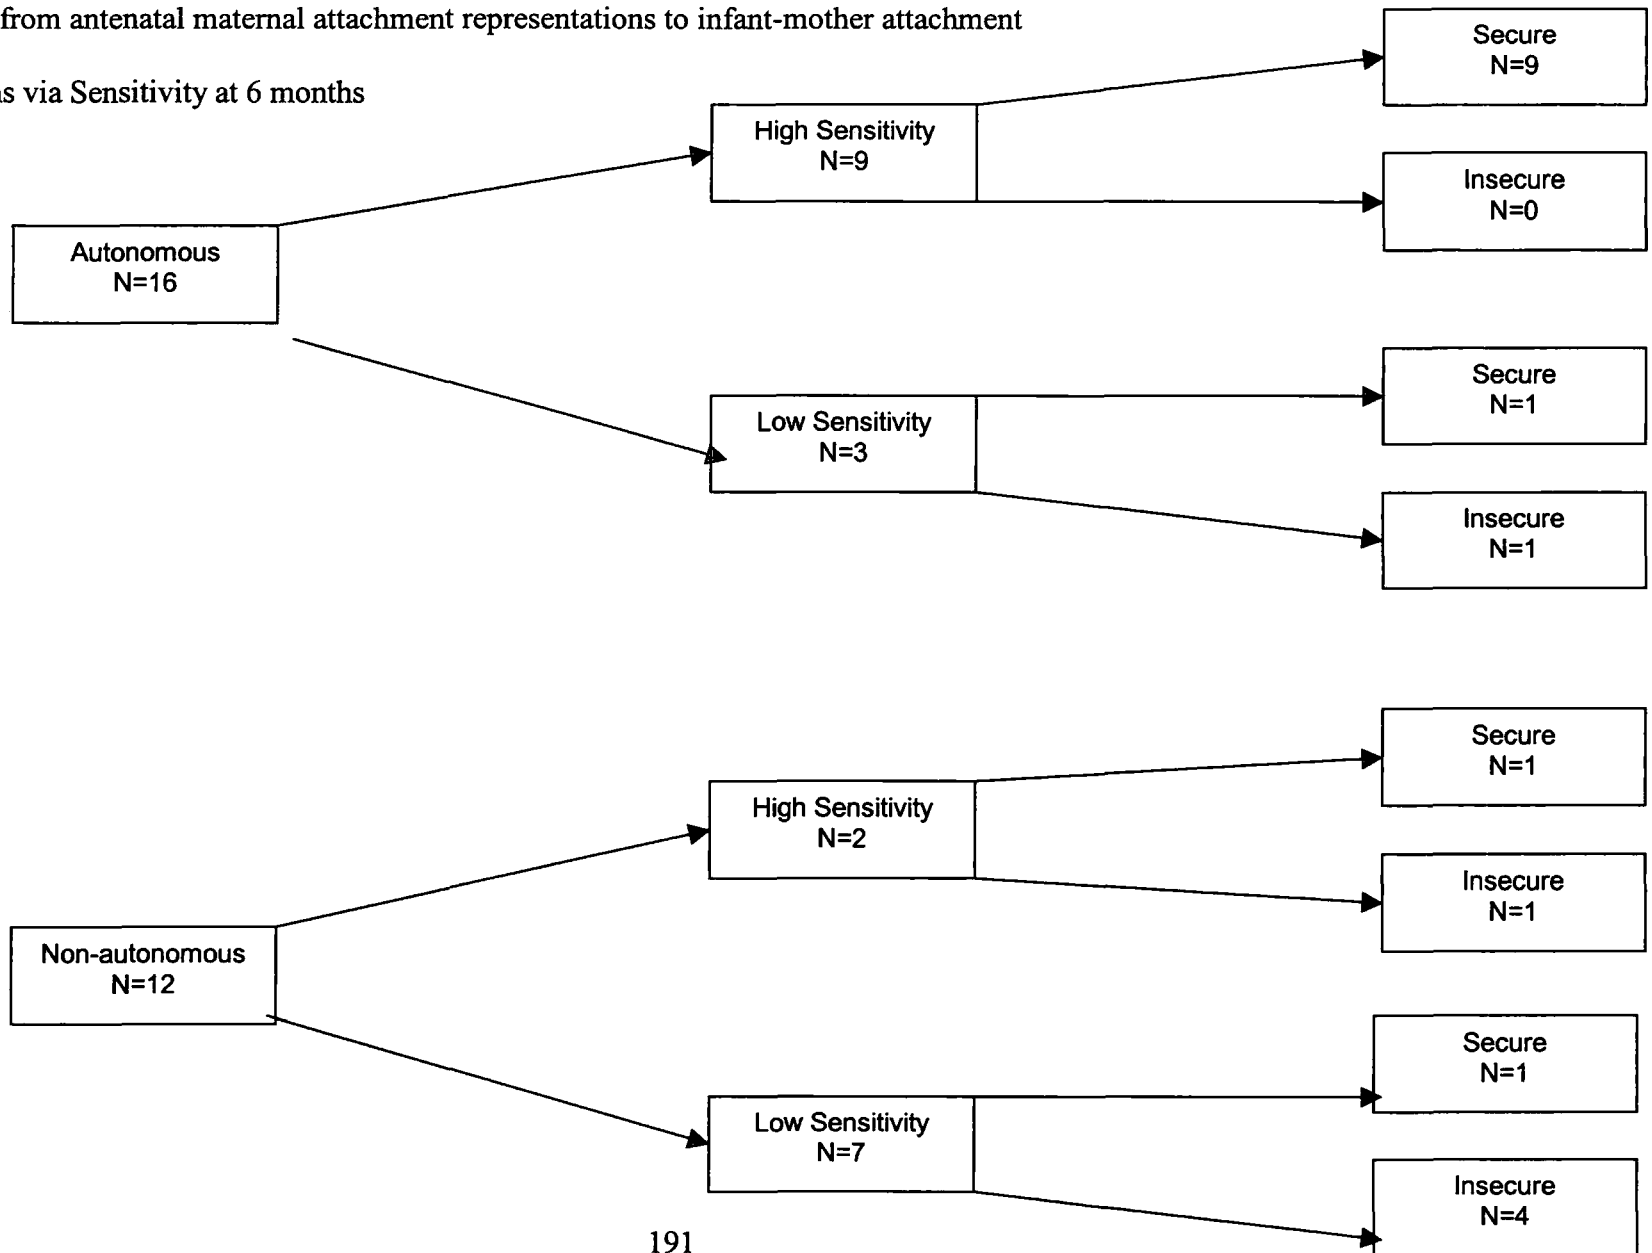 from antenatal maternal attachment representations to infant-mother attachment
via Sensitivity at 6 months
Secure
N=9
High Sensitivity
N=9
Insecure
N=0
Autonomous
N=16
Secure
N=1
Low Sensitivity
N=3
Insecure
N=1
Secure
N=1
High Sensitivity
N=2
Insecure
N=1
Non-autonomous
N=12
Secure
N=1
Low Sensitivity
N=7
Insecure
N=4
191